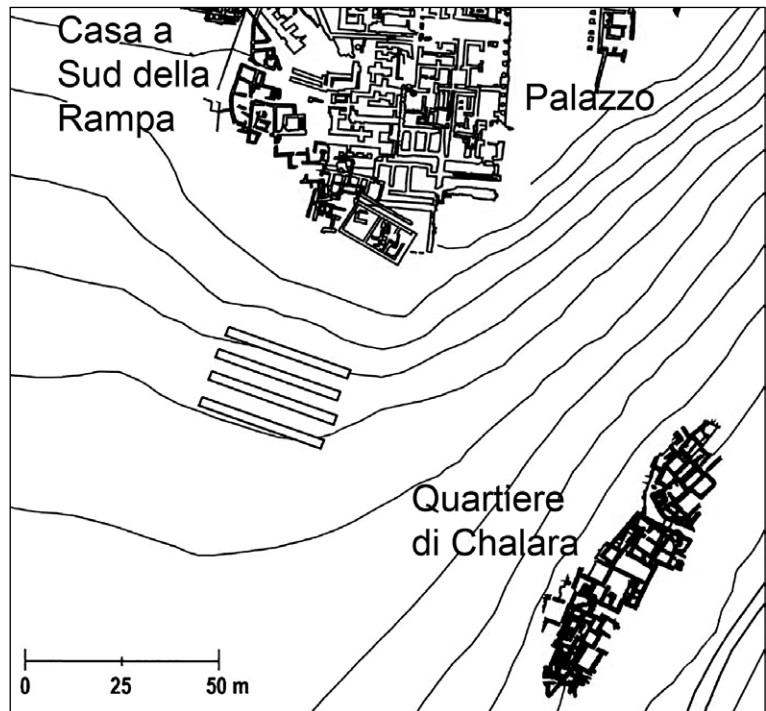 Casa a
Sud della
Rampa
Palazzo
Quartiere
di Chalara
0 25 50 m